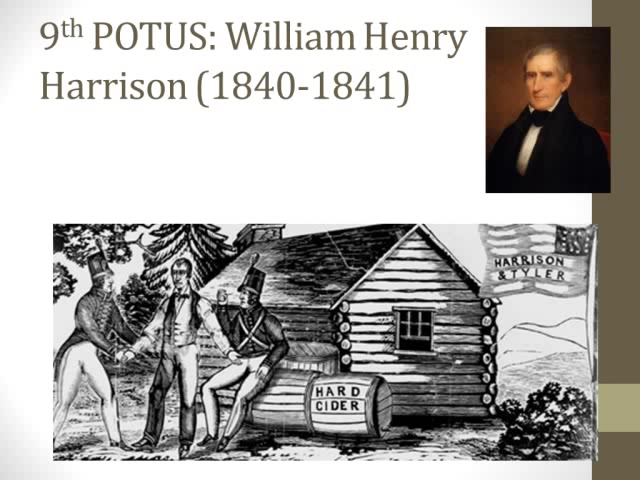 9th POTUS: William Henry
Harrison (1840-1841)
HARRISON
& TYLER
HARD
CIDER